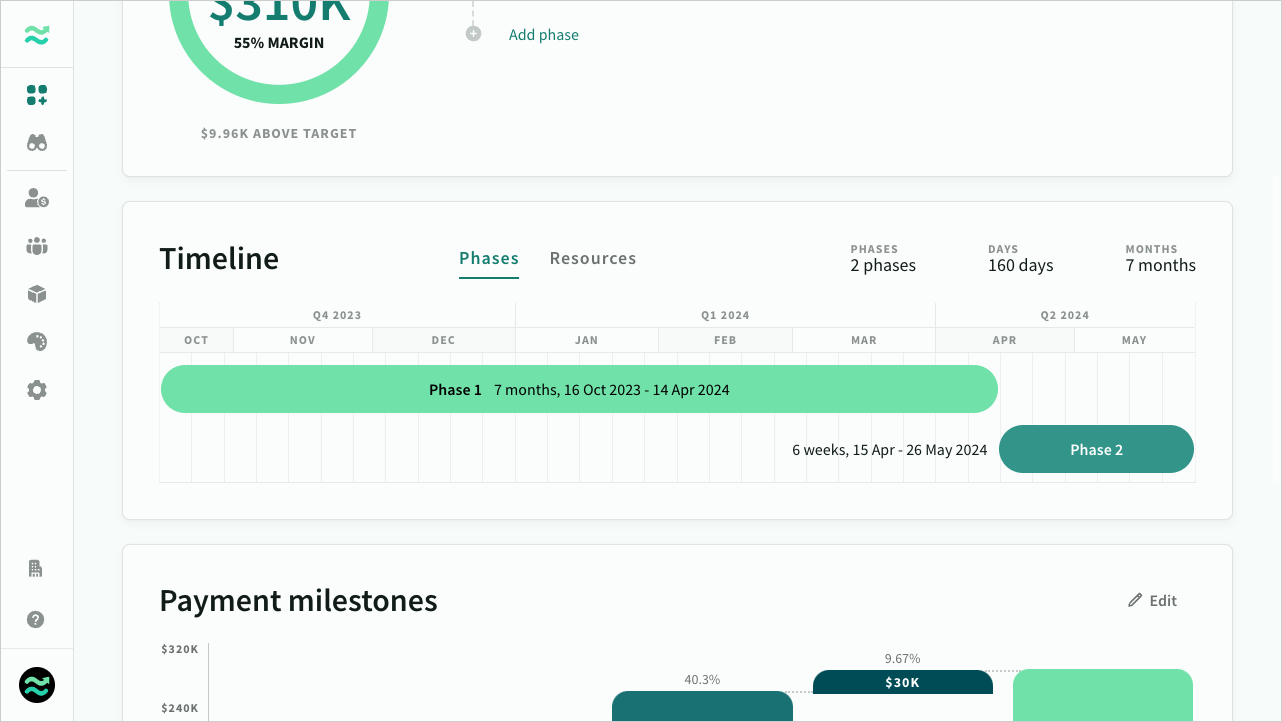 $310K
55% MARGIN
$9.96K ABOVE TARGET
Add phase
Timeline
Phases
Resources
PHASES
2 phases
DAYS
160 days
MONTHS
7 months
Q4 2023
Q1 2024
Q2 2024
OCT
NOV
DEC
JAN
FEB
MAR
APR
MAY
Phase 1 7 months, 16 Oct 2023 - 14 Apr 2024
6 weeks, 15 Apr - 26 May 2024
Phase 2
Payment milestones
Edit
$320K
$240K
40.3%
9.67%
$30K